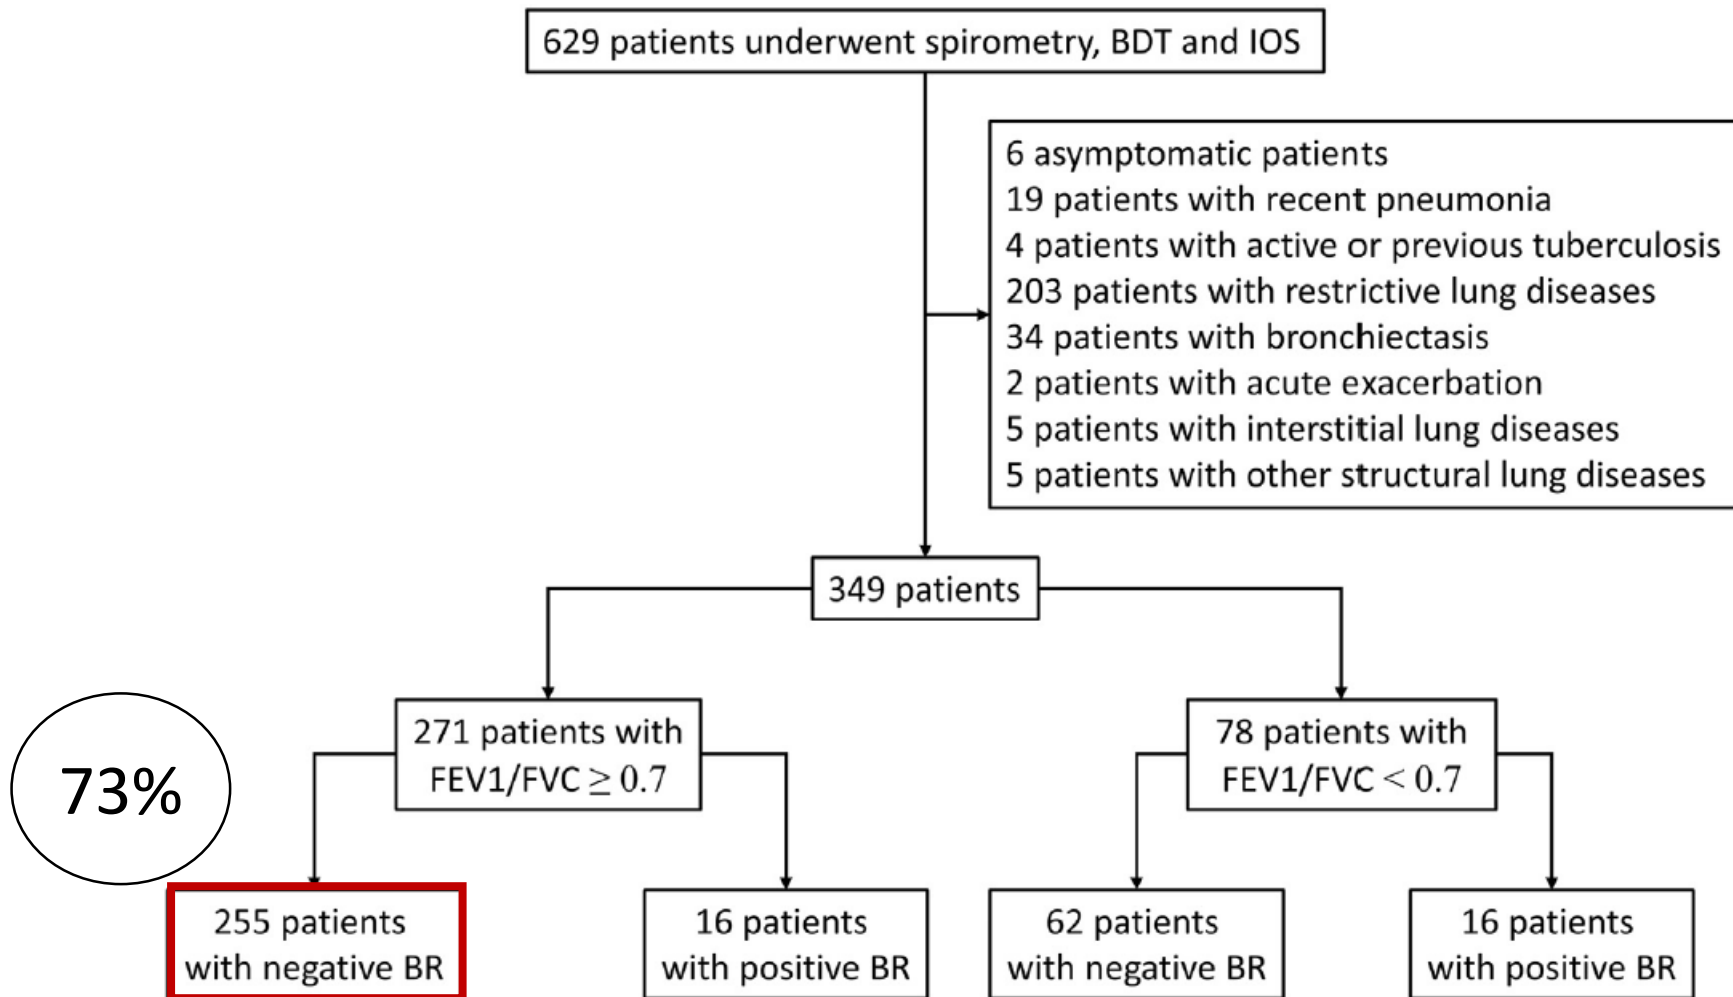 629 patients underwent spirometry, BDT and IOS
6 asymptomatic patients
19 patients with recent pneumonia
4 patients with active or previous tuberculosis
203 patients with restrictive lung diseases
34 patients with bronchiectasis
2 patients with acute exacerbation
5 patients with interstitial lung diseases
5 patients with other structural lung diseases
349 patients
271 patients with
FEV1/FVC ≥ 0.7
78 patients with
FEV1/FVC < 0.7
73%
255 patients
with negative BR
16 patients
with positive BR
62 patients
with negative BR
16 patients
with positive BR